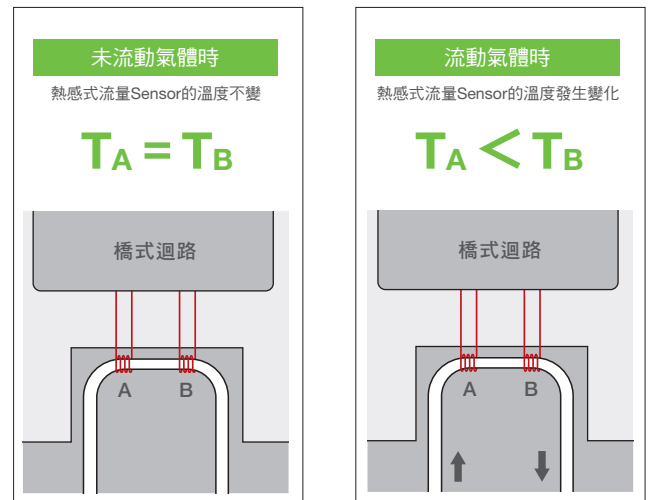 未流動氣體時
熱感式流量Sensor的溫度不變
TA = TB
橋式迴路
A B
流動氣體時
熱感式流量Sensor的溫度發生變化
TA < TB
橋式迴路
A B